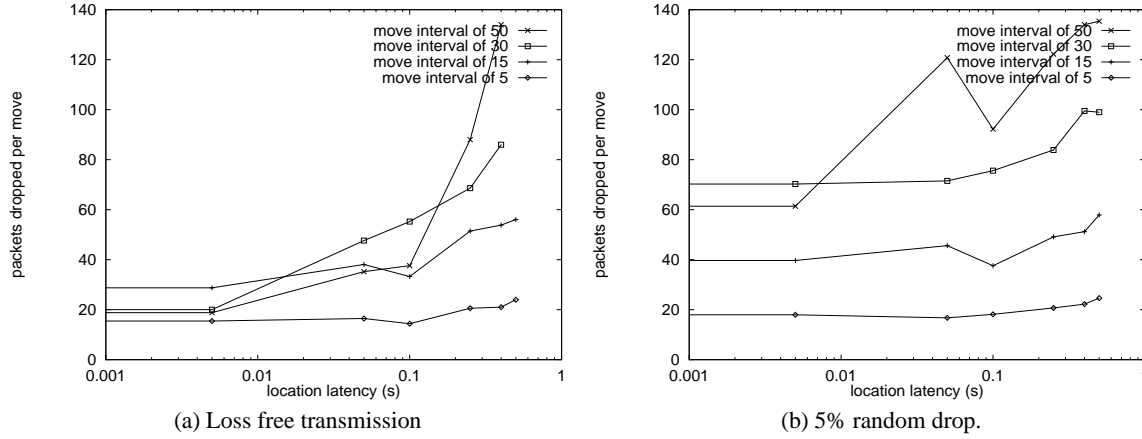 140
120
100
80
60
40
20
0
packets dropped per move
move interval of 50
move interval of 30
move interval of 15
move interval of 5
0.001
0.01
0.1
1
location latency (s)
(a) Loss free transmission
140
120
100
80
60
40
20
0
packets dropped per move
move interval of 50
move interval of 30
move interval of 15
move interval of 5
0.001
0.01
0.1
1
location latency (s)
(b) 5% random drop.